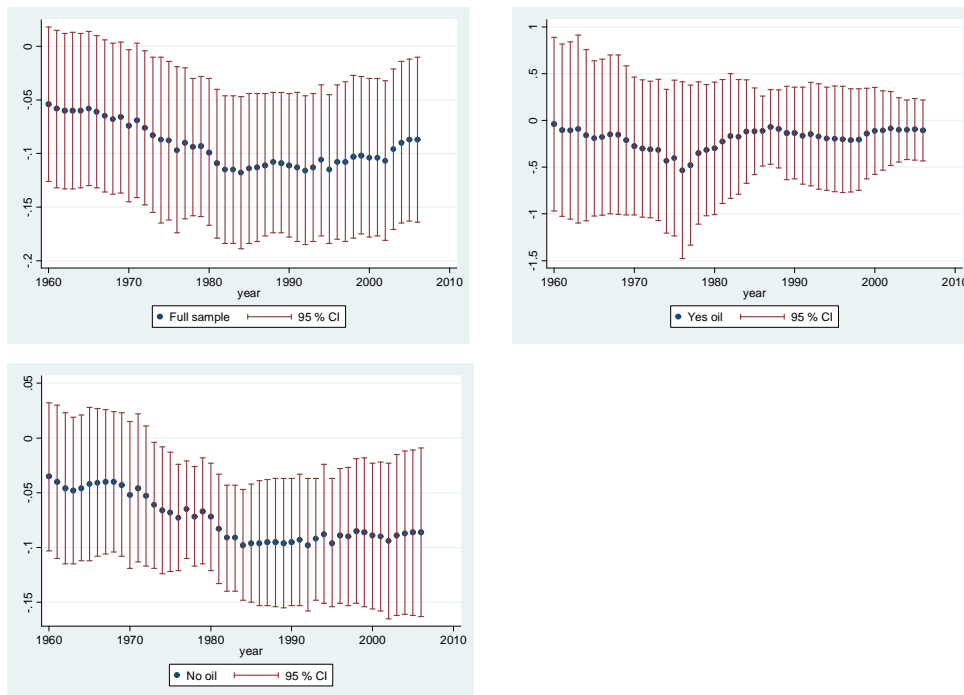 0
-.05
-.1
-.15
-.2
1960 1970 1980 1990 2000 2010
year
Full sample 95 % CI
1
.5
0
-.5
-1
-1.5
1960 1970 1980 1990 2000 2010
year
Yes oil 95 % CI
.05
0
-.05
-.1
-.15
1960 1970 1980 1990 2000 2010
year
No oil 95 % CI